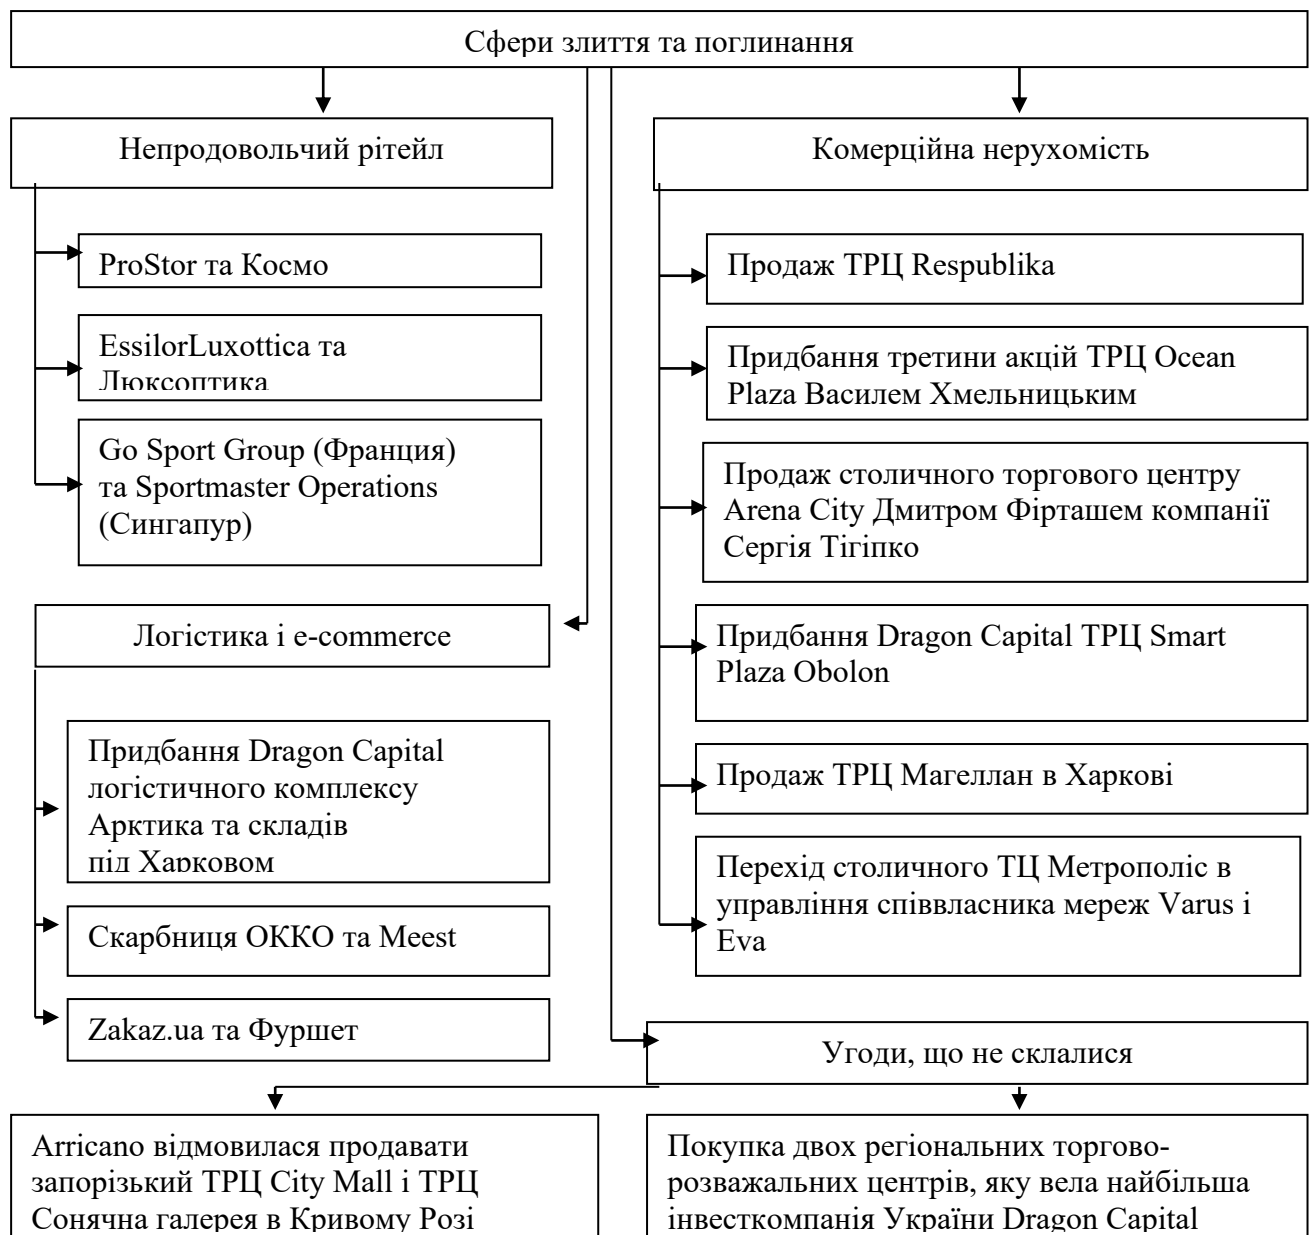 Сфери злиття та поглинання
Непродовольчий рітейл
ProStor та Космо
EssilorLuxottica та
Люксоптика
Go Sport Group (Франция)
та Sportmaster Operations
(Сингапур)
Логістика і e-commerce
Придбання Dragon Capital
логістичного комплексу
Арктика та складів
під Харковом
Скарбниця ОККО та Meest
Zakaz.ua та Фуршет
Комерційна нерухомість
Продаж ТРЦ Respublika
Придбання третини акцій ТРЦ Ocean
Plaza Василем Хмельницьким
Продаж столичного торгового центру
Arena City Дмитром Фірташем компанії
Сергія Тігіпко
Придбання Dragon Capital ТРЦ Smart
Plaza Obolon
Продаж ТРЦ Магеллан в Харкові
Перехід столичного ТЦ Метрополіс в
управління співвласника мереж Varus і
Eva
Угоди, що не склалися
Arricano відмовилася продавати
запорізький ТРЦ City Mall і ТРЦ
Сонячна галерея в Кривому Розі
Покупка двох регіональних торгово-
розважальних центрів, яку вела найбільша
інвесткомпанія України Dragon Capital